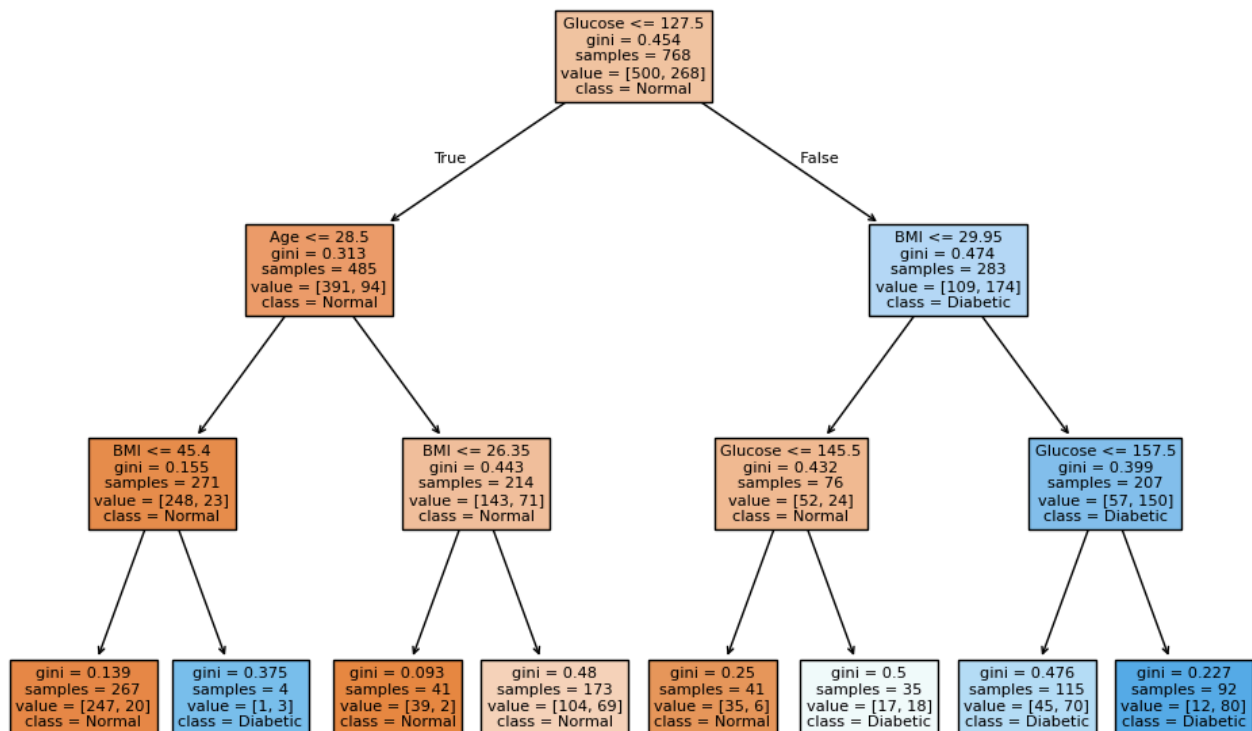 Glucose <= 127.5
gini = 0.454
samples = 768
value = [500, 268]
class = Normal
True
False
Age <= 28.5
gini = 0.313
samples = 485
value = [391, 94]
class = Normal
BMI <= 29.95
gini = 0.474
samples = 283
value = [109, 174]
class = Diabetic
BMI <= 45.4
gini = 0.155
samples = 271
value = [248, 23]
class = Normal
BMI <= 26.35
gini = 0.443
samples = 214
value = [143, 71]
class = Normal
Glucose <= 145.5
gini = 0.432
samples = 76
value = [52, 24]
class = Normal
Glucose <= 157.5
gini = 0.399
samples = 207
value = [57, 150]
class = Diabetic
gini = 0.139
samples = 267
value = [247, 20]
class = Normal
gini = 0.375
samples = 4
value = [1, 3]
class = Diabetic
gini = 0.093
samples = 41
value = [39, 2]
class = Normal
gini = 0.48
samples = 173
value = [104, 69]
class = Normal
gini = 0.25
samples = 41
value = [35, 6]
class = Normal
gini = 0.5
samples = 35
value = [17, 18]
class = Diabetic
gini = 0.476
samples = 115
value = [45, 70]
class = Diabetic
gini = 0.227
samples = 92
value = [12, 80]
class = Diabetic